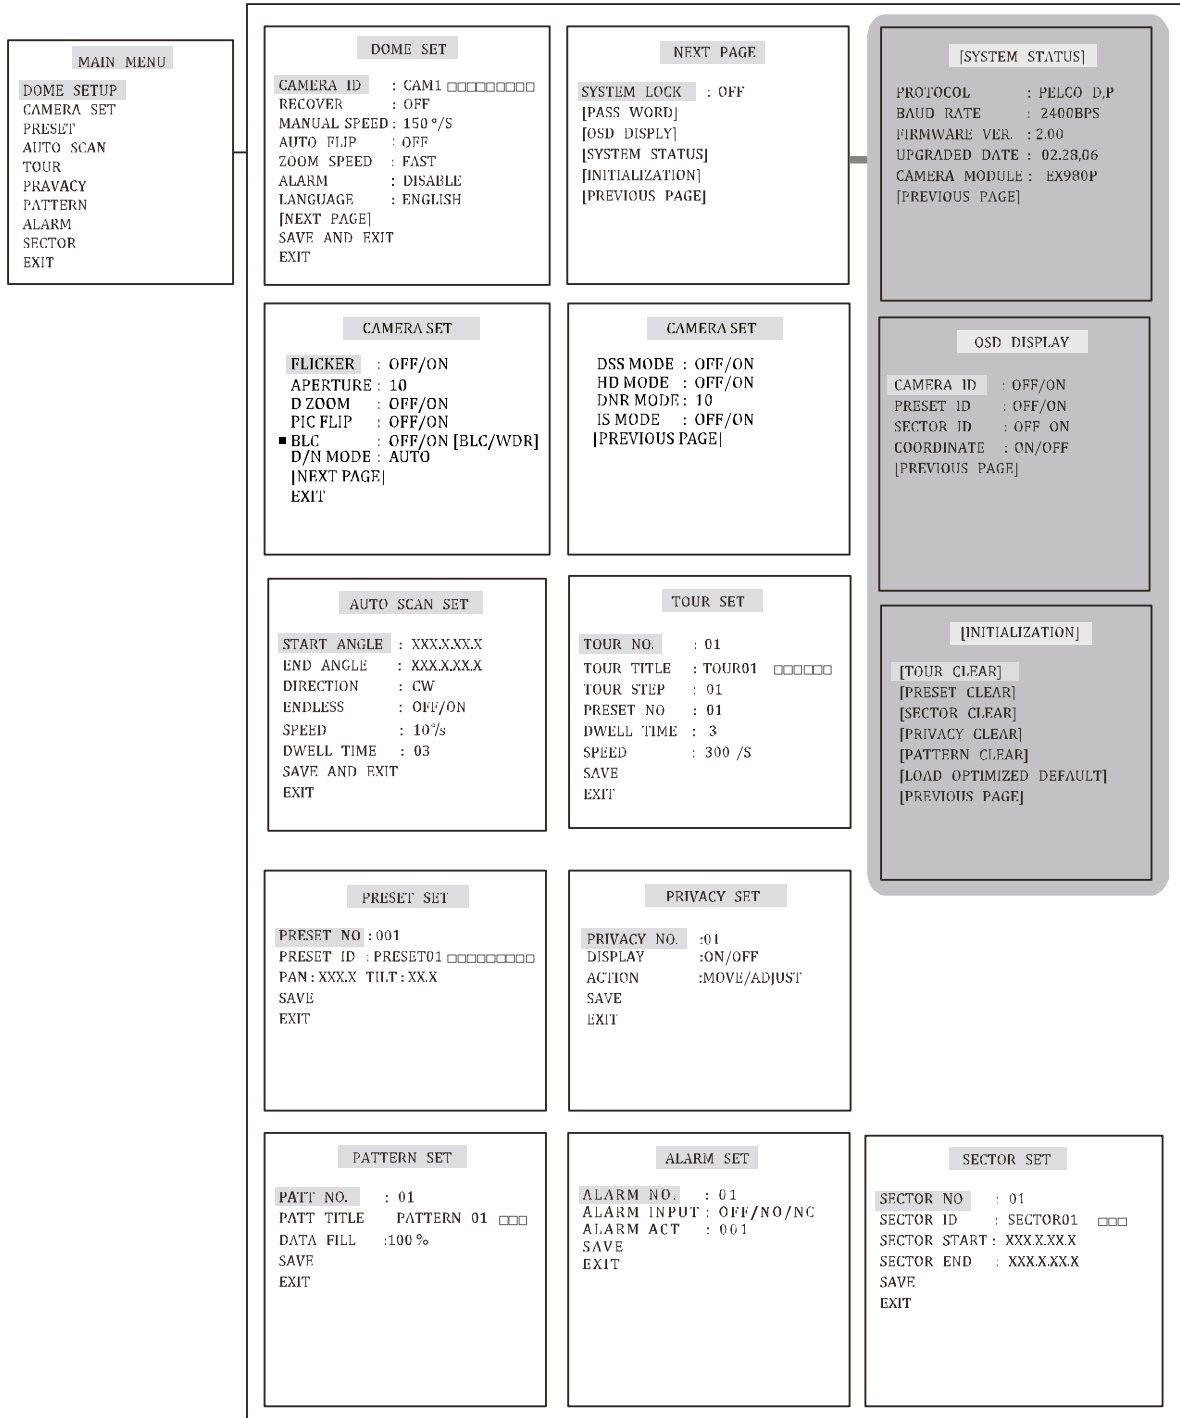 MAIN MENU
DOME SETUP
CAMERA SET
PRESET
AUTO SCAN
TOUR
PRAVACY
PATTERN
ALARM
SECTOR
EXIT
DOME SET
CAMERA ID : CAM1 □□□□□□□□□
RECOVER : OFF
MANUAL SPEED : 150°/S
AUTO FLIP : OFF
ZOOM SPEED : FAST
ALARM : DISABLE
LANGUAGE : ENGLISH
[NEXT PAGE]
SAVE AND EXIT
EXIT
NEXT PAGE
SYSTEM LOCK : OFF
[PASS WORD]
[OSD DISPLY]
[SYSTEM STATUS]
[INITIALIZATION]
[PREVIOUS PAGE]
[SYSTEM STATUS]
PROTOCOL : PELCO D,P
BAUD RATE : 2400BPS
FIRMWARE VER. : 2.00
UPGRADED DATE : 02.28,06
CAMERA MODULE : EX980P
[PREVIOUS PAGE]
CAMERA SET
FLICKER : OFF/ON
APERTURE : 10
D ZOOM : OFF/ON
PIC FLIP : OFF/ON
■ BLC : OFF/ON [BLC/WDR]
D/N MODE : AUTO
[NEXT PAGE]
EXIT
CAMERA SET
DSS MODE : OFF/ON
HD MODE : OFF/ON
DNR MODE : 10
IS MODE : OFF/ON
[PREVIOUS PAGE]
OSD DISPLAY
CAMERA ID : OFF/ON
PRESET ID : OFF/ON
SECTOR ID : OFF ON
COORDINATE : ON/OFF
[PREVIOUS PAGE]
AUTO SCAN SET
START ANGLE : XXX.X.XX.X
END ANGLE : XXX.X.XX.X
DIRECTION : CW
ENDLESS : OFF/ON
SPEED : 10°/s
DWELL TIME : 03
SAVE AND EXIT
EXIT
TOUR SET
TOUR NO. : 01
TOUR TITLE : TOUR01 □□□□□□
TOUR STEP : 01
PRESET NO : 01
DWELL TIME : 3
SPEED : 300 /S
SAVE
EXIT
[INITIALIZATION]
[TOUR CLEAR]
[PRESET CLEAR]
[SECTOR CLEAR]
[PRIVACY CLEAR]
[PATTERN CLEAR]
[LOAD OPTIMIZED DEFAULT]
[PREVIOUS PAGE]
PRESET SET
PRESET NO : 001
PRESET ID : PRESET01 □□□□□□□□□
PAN : XXX.X TILT : XX.X
SAVE
EXIT
PRIVACY SET
PRIVACY NO. :01
DISPLAY :ON/OFF
ACTION :MOVE/ADJUST
SAVE
EXIT
PATTERN SET
PATT NO. : 01
PATT TITLE PATTERN 01 □□□
DATA FILL :100 %
SAVE
EXIT
ALARM SET
ALARM NO. : 01
ALARM INPUT : OFF/NO/NC
ALARM ACT : 001
SAVE
EXIT
SECTOR SET
SECTOR NO : 01
SECTOR ID : SECTOR01 □□□
SECTOR START : XXX.X.XX.X
SECTOR END : XXX.X.XX.X
SAVE
EXIT